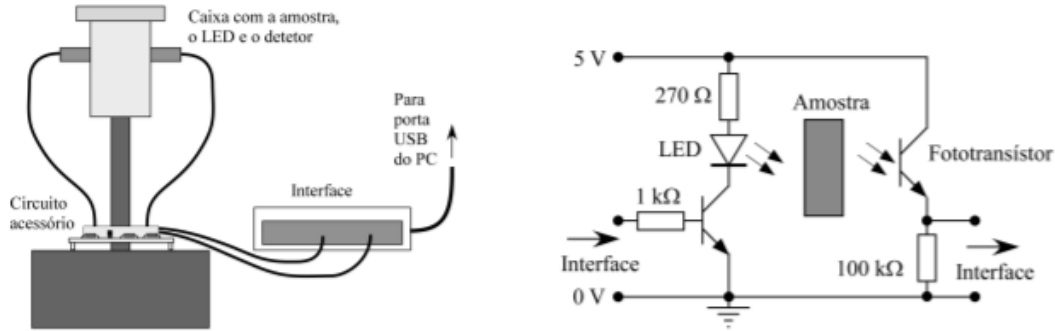 Caixa com a amostra,
o LED e o detetor
Para
porta
USB
do PC
Interface
Circuito
acessório
5 V
270 Ω
Amostra
LED
Fototransístor
1 kΩ
Interface
100 kΩ
Interface
0 V